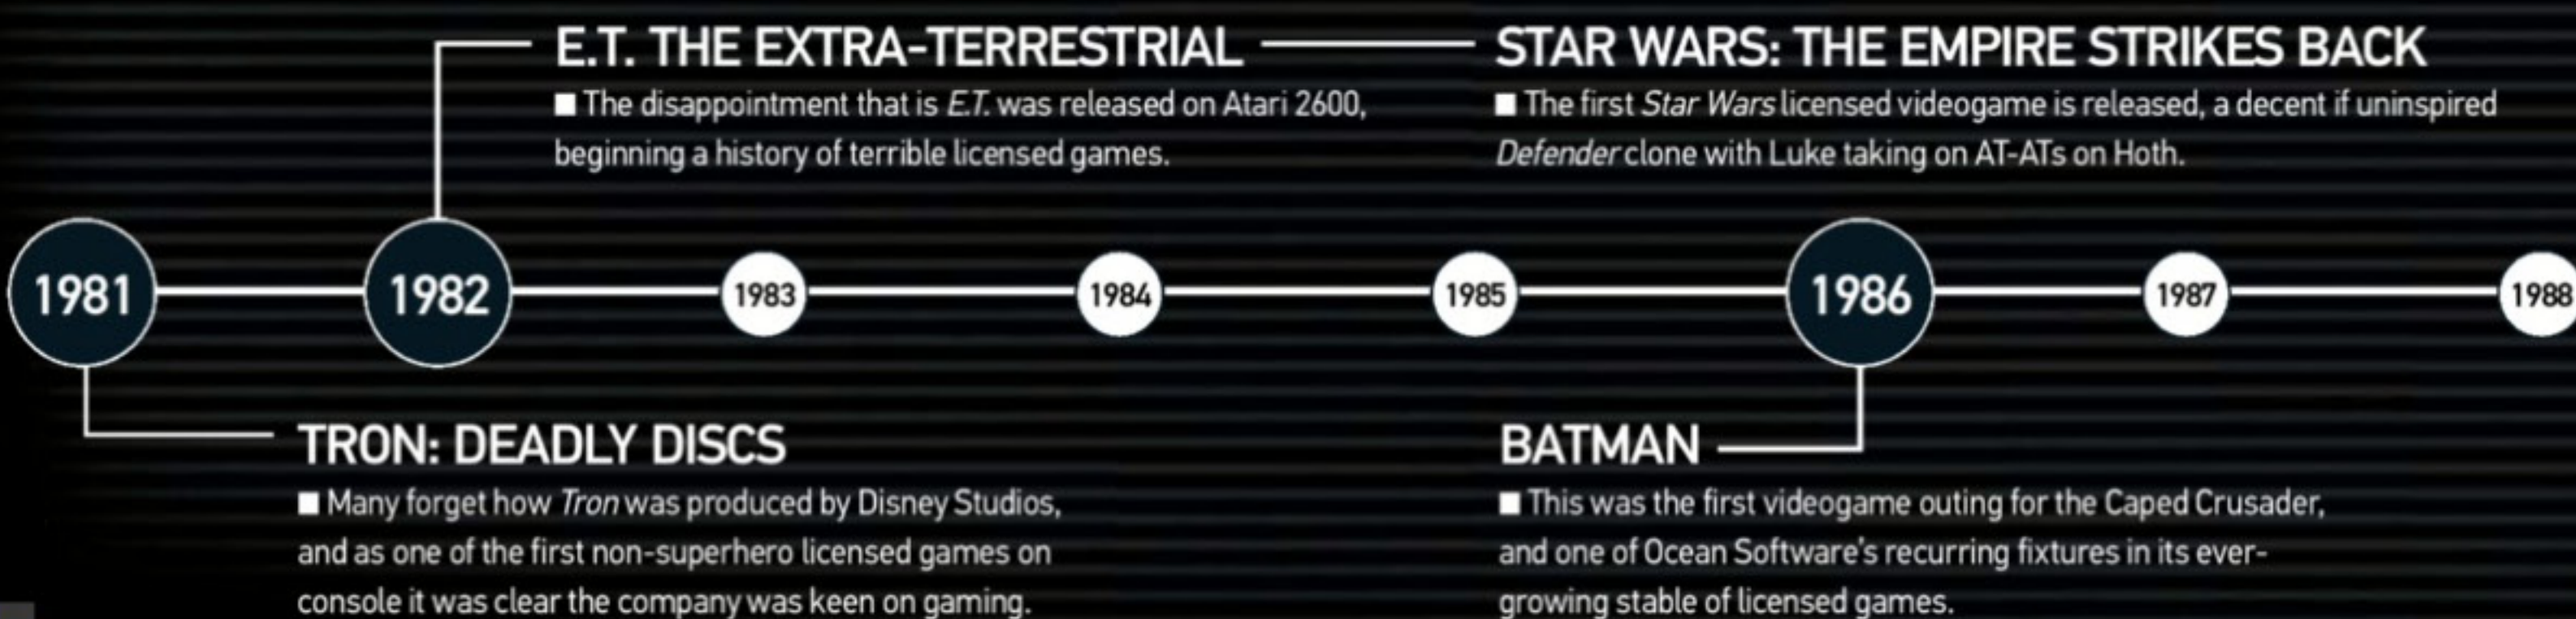 E.T. THE EXTRA-TERRESTRIAL
■ The disappointment that is E.T. was released on Atari 2600,
beginning a history of terrible licensed games.
STAR WARS: THE EMPIRE STRIKES BACK
■ The first Star Wars licensed videogame is released, a decent if uninspired
Defender clone with Luke taking on AT-ATs on Hoth.
1981
1982
1983
1984
1985
1986
1987
1988
TRON: DEADLY DISCS
■ Many forget how Tron was produced by Disney Studios,
and as one of the first non-superhero licensed games on
console it was clear the company was keen on gaming.
BATMAN
■ This was the first videogame outing for the Caped Crusader,
and one of Ocean Software's recurring fixtures in its ever-
growing stable of licensed games.